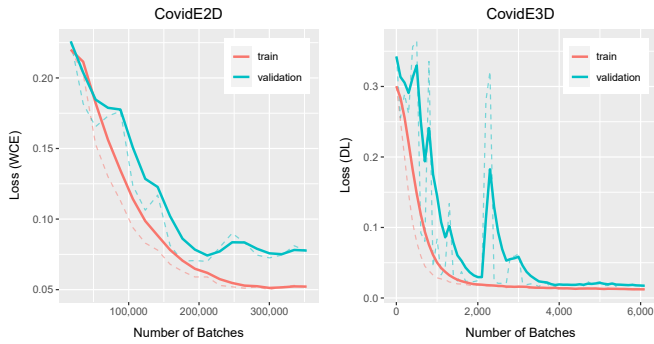 CovidE2D
Loss (WCE)
0.20
0.15
0.10
0.05
train
validation
100,000
200,000
300,000
Number of Batches
CovidE3D
Loss (DL)
0.3
0.2
0.1
0.0
train
validation
0
2,000
4,000
6,000
Number of Batches